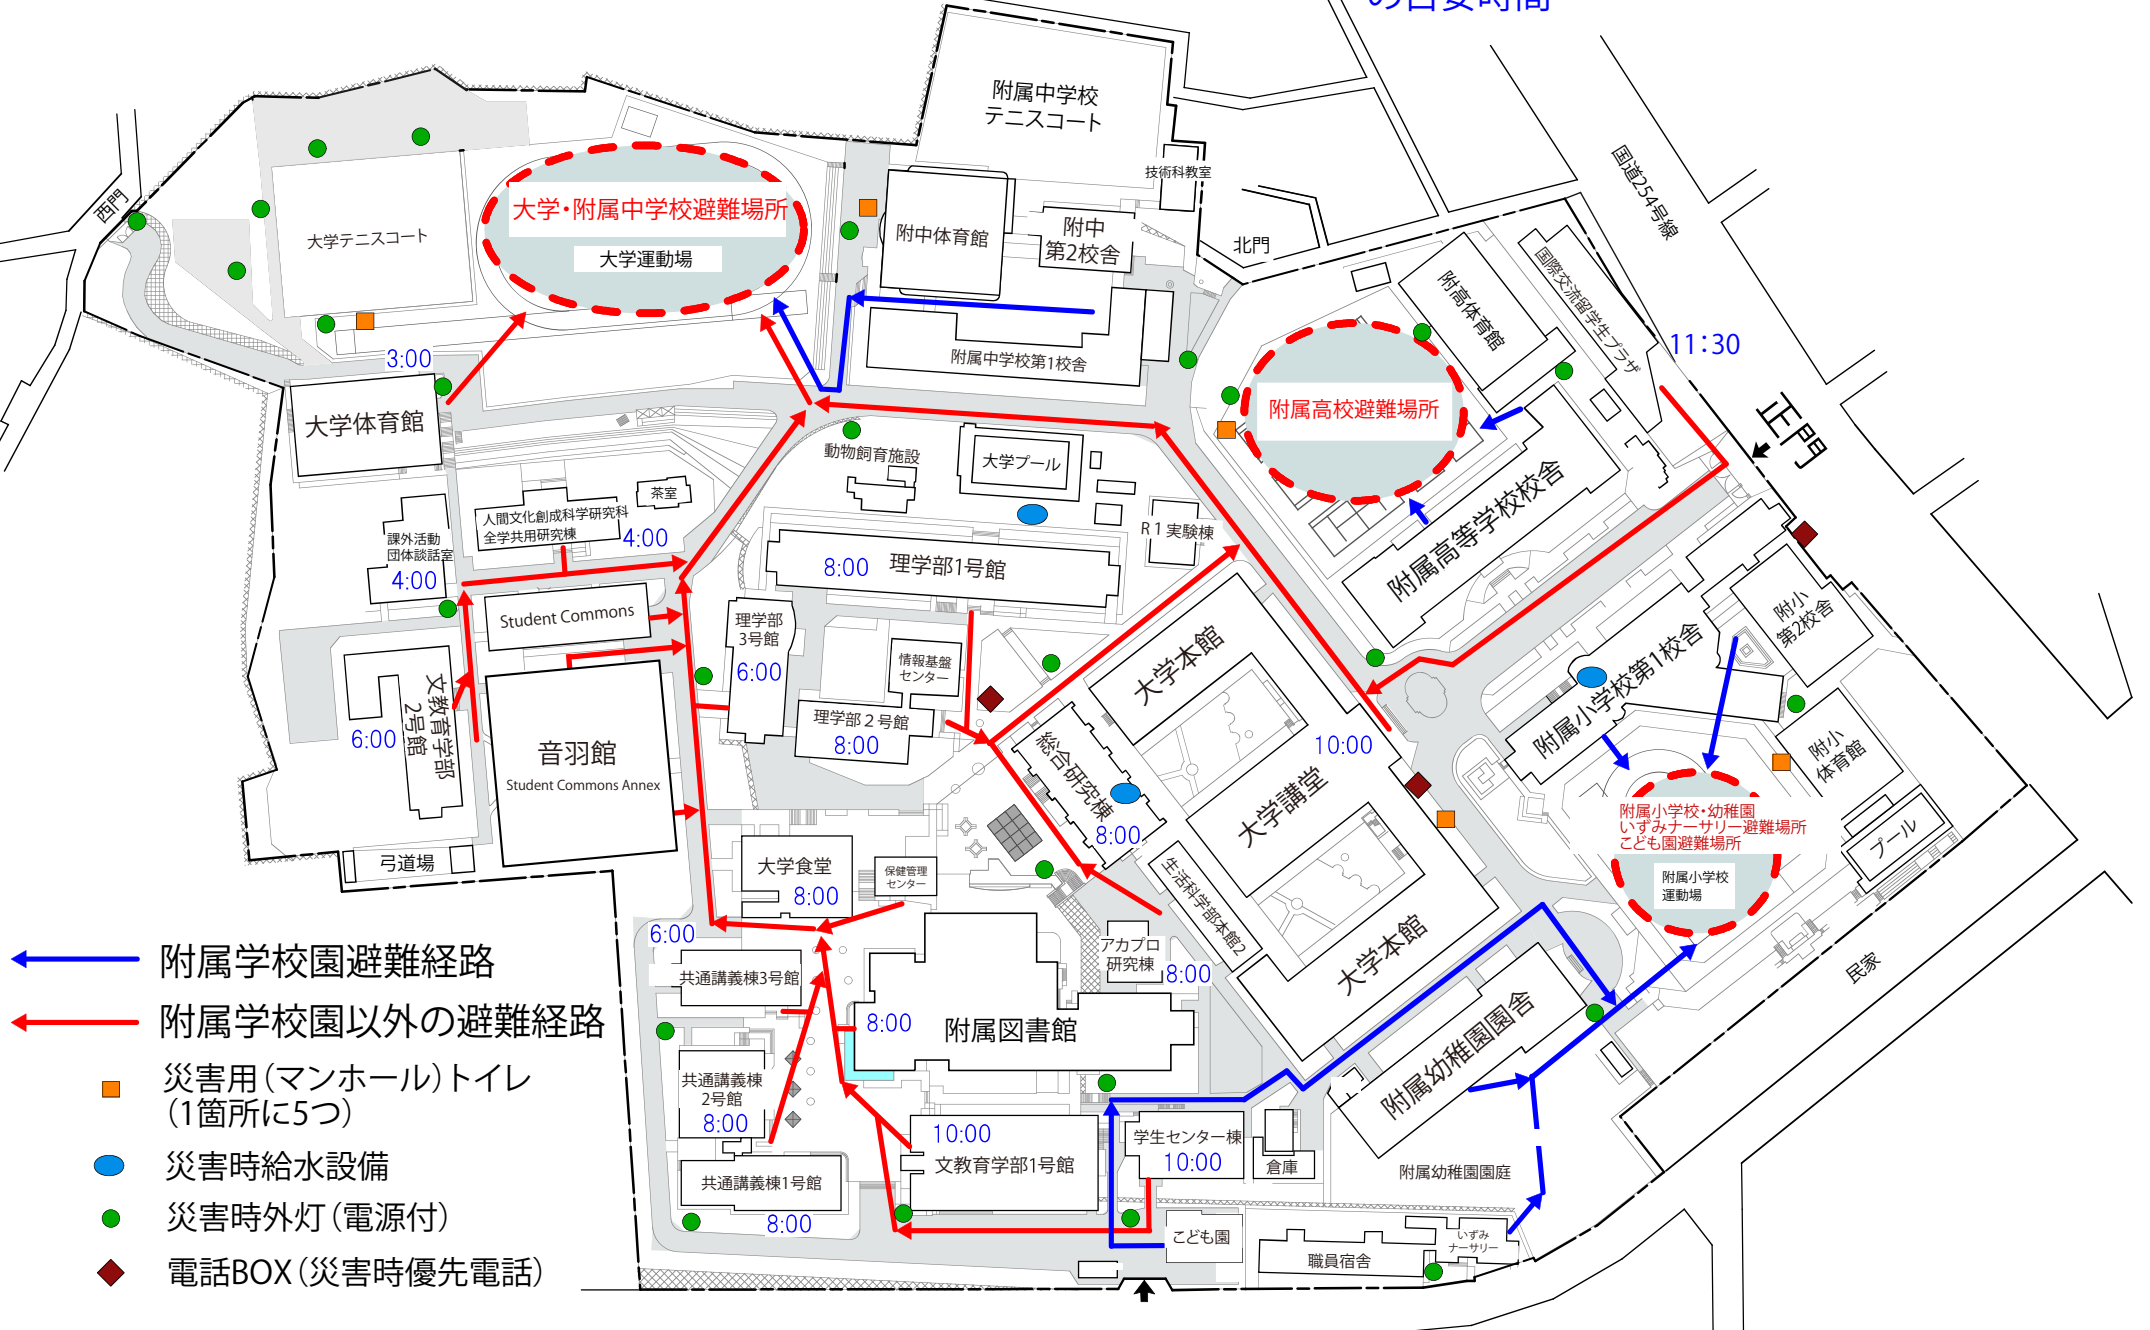 の目安時間
附属中学校
テニスコート
技術科教室
国道254号線
西門
大学・附属中学校避難場所
大学運動場
大学テニスコート
附中体育館
附中
第2校舎
北門
附高体育館
国際交流留学生プラザ
11:30
3:00
附属中学校第1校舎
附属高校避難場所
正門
大学体育館
動物飼育施設
大学プール
茶室
人間文化創成科学研究科
全学共用研究棟
4:00
R1実験棟
附属高等学校校舎
課外活動
団体談話室
4:00
8:00
理学部1号館
Student Commons
理学部
3号館
6:00
情報基盤
センター
大学本館
附小
第2校舎
附属小学校第1校舎
文教育学部
2号館
6:00
音羽館
Student Commons Annex
理学部2号館
8:00
総合研究棟
8:00
10:00
大学講堂
附小
体育館
附属小学校・幼稚園
いずみナーサリー避難場所
こども園避難場所
附属小学校
運動場
プール
弓道場
大学食堂
8:00
保健管理
センター
生活科学部本館2
大学本館
民家
6:00
共通講義棟3号館
アカプロ
研究棟
8:00
8:00
附属図書館
附属幼稚園園舎
共通講義棟
2号館
8:00
10:00
文教育学部1号館
学生センター棟
10:00
倉庫
附属幼稚園園庭
共通講義棟1号館
8:00
こども園
職員宿舎
いずみ
ナーサリー
附属学校園避難経路
附属学校園以外の避難経路
災害用(マンホール)トイレ
(1箇所に5つ)
災害時給水設備
災害時外灯(電源付)
電話BOX(災害時優先電話)